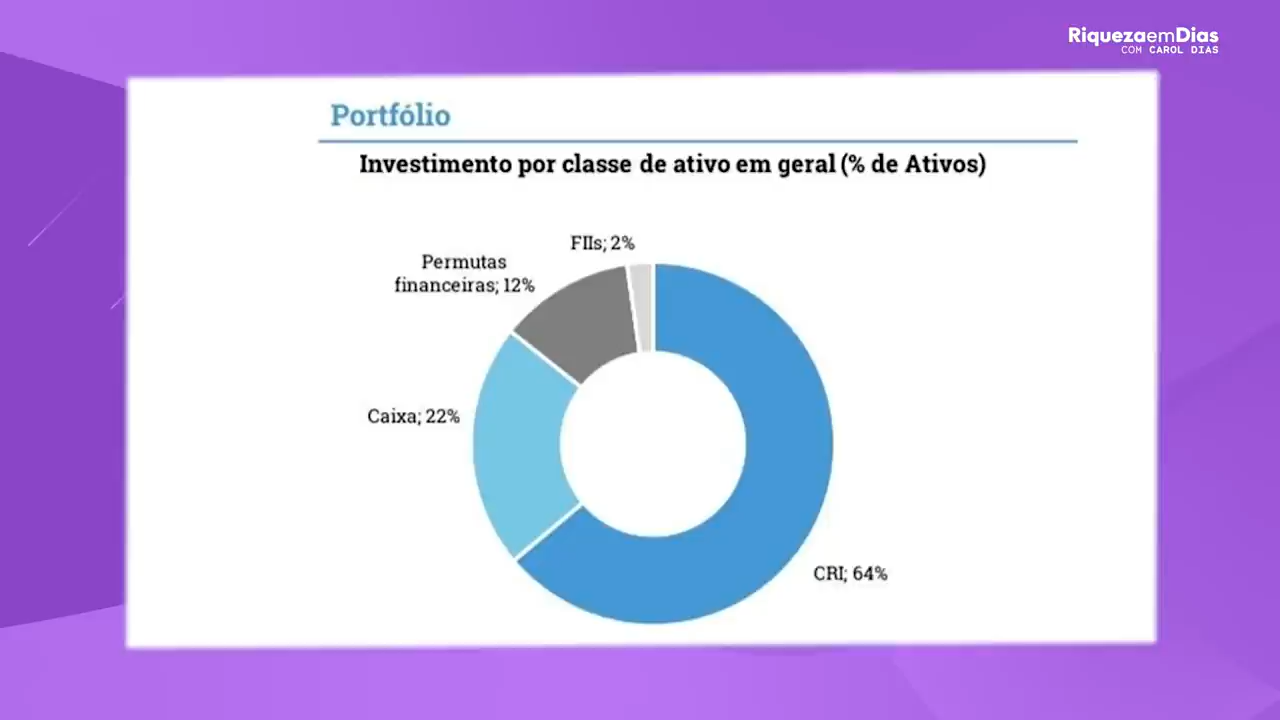 RiquezaemDias
COM CAROL DIAS
Portfólio
Investimento por classe de ativo em geral (% de Ativos)
FIIs; 2%
Permutas
financeiras; 12%
Caixa; 22%
CRI; 64%